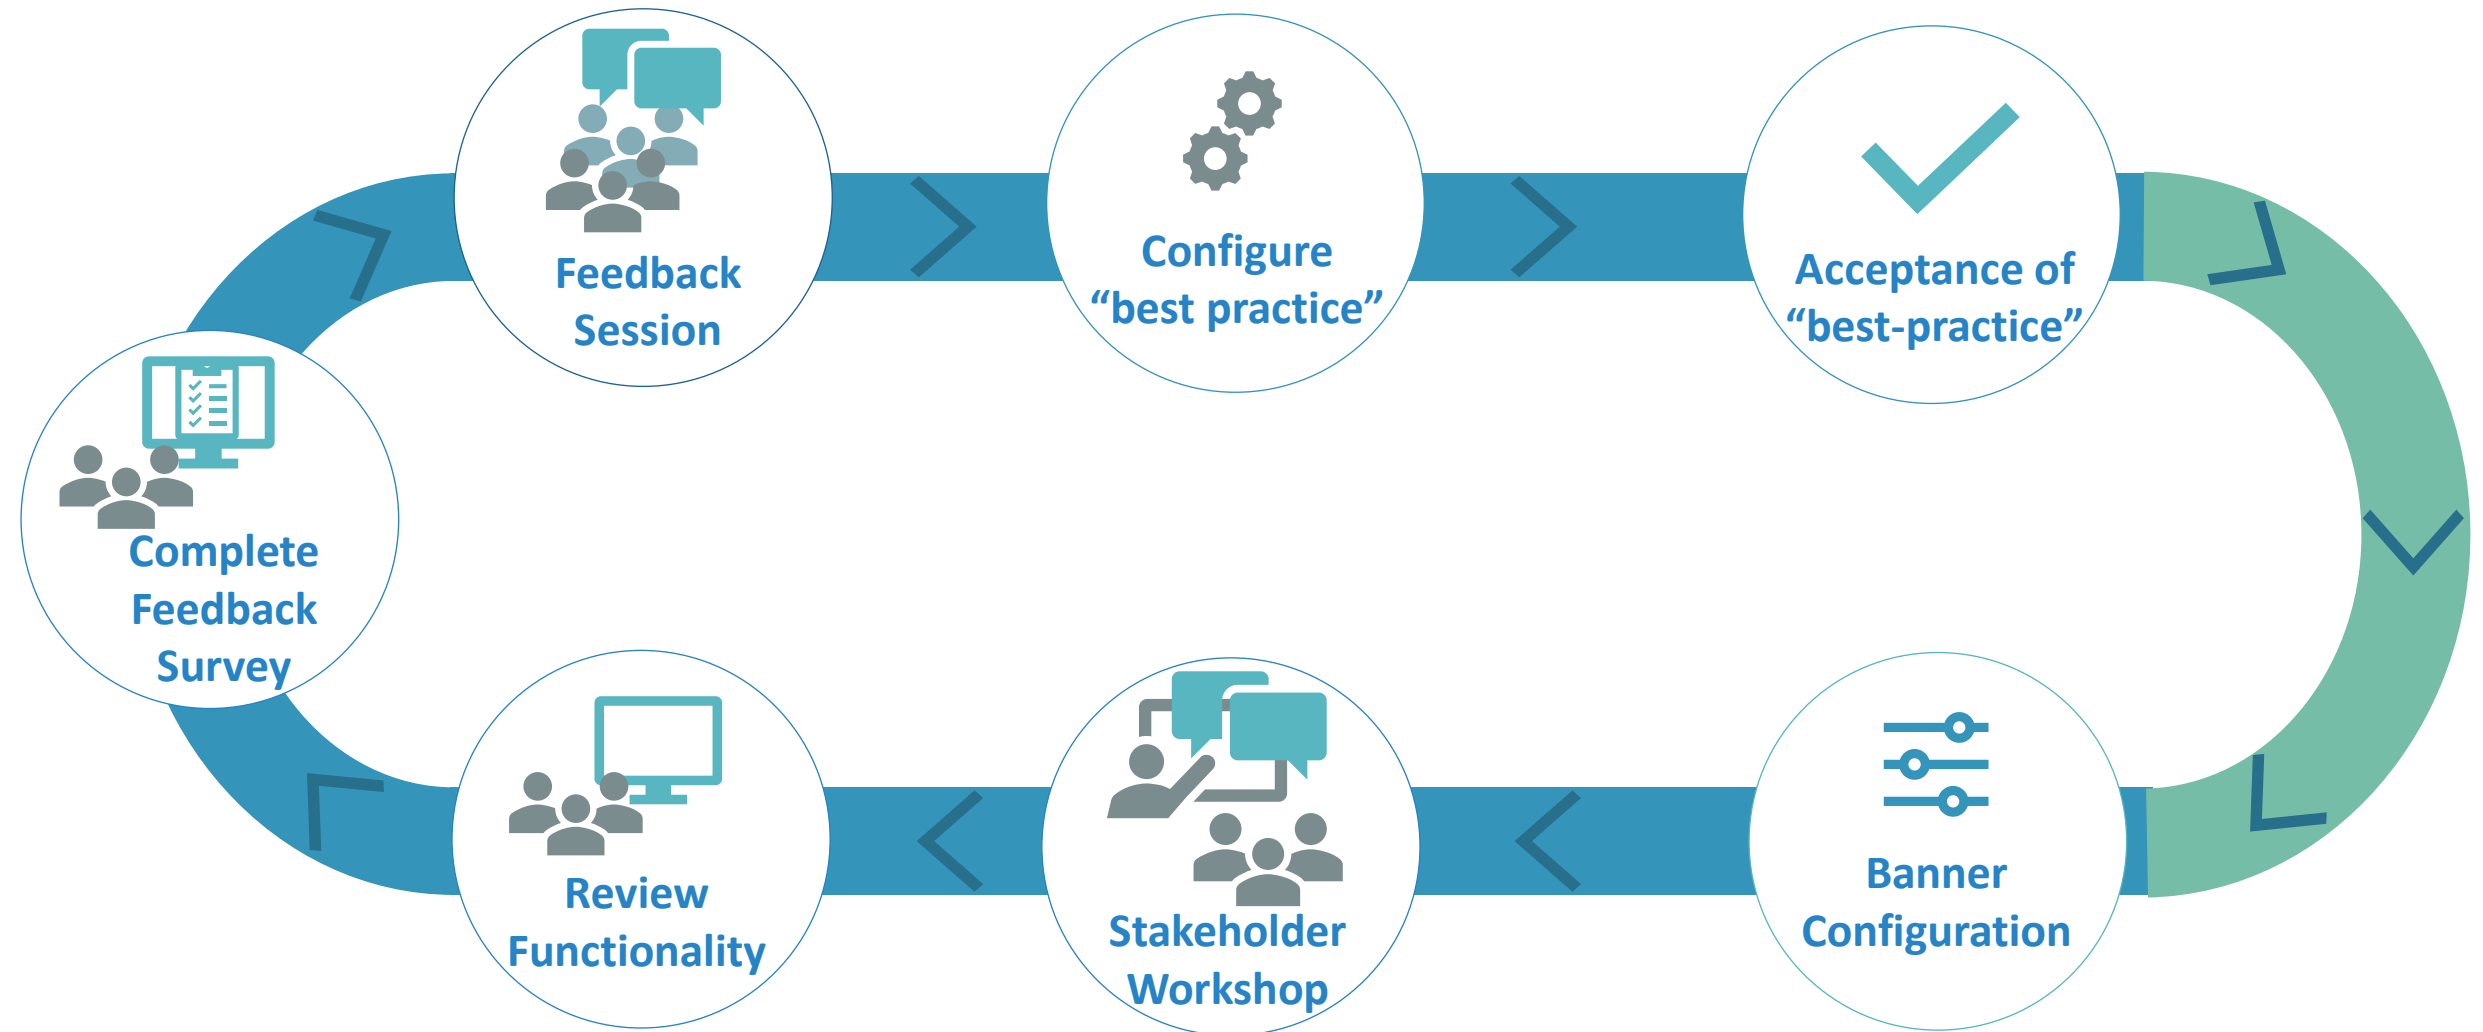 Feedback
Session
Configure
“best practice”
Acceptance of
“best-practice”
Complete
Feedback
Survey
Review
Functionality
Stakeholder
Workshop
Banner
Configuration